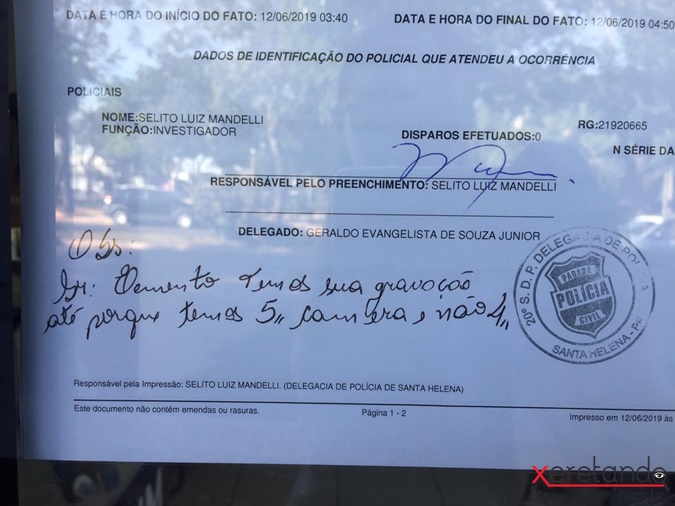 DATA E HORA DO INÍCIO DO FATO: 12/06/2019 03:40 DATA E HORA DO FINAL DO FATO: 12/06/2019 04:50
DADOS DE IDENTIFICAÇÃO DO POLICIAL QUE ATENDEU A OCORRÊNCIA
POLICIAIS
NOME:SELITO LUIZ MANDELLI
FUNÇÃO:INVESTIGADOR
DISPAROS EFETUADOS:0 RG:21920665
N SÉRIE DA
RESPONSÁVEL PELO PREENCHIMENTO: SELITO LUIZ MANDELLI
DELEGADO: GERALDO EVANGELISTA DE SOUZA JUNIOR
Obs:
Sr: Elemento temos sua gravação
até porque temos 5,, camera, não 4,,
20ª S. D. P. DELEGACIA DE POLÍCIA
PARANÁ
POLÍCIA
CIVIL
SANTA HELENA - PR
Responsável pela Impressão: SELITO LUIZ MANDELLI. (DELEGACIA DE POLÍCIA DE SANTA HELENA)
Este documento não contém emendas ou rasuras. Página 1 - 2 Impresso em 12/06/2019 às
xeretando
.com.br